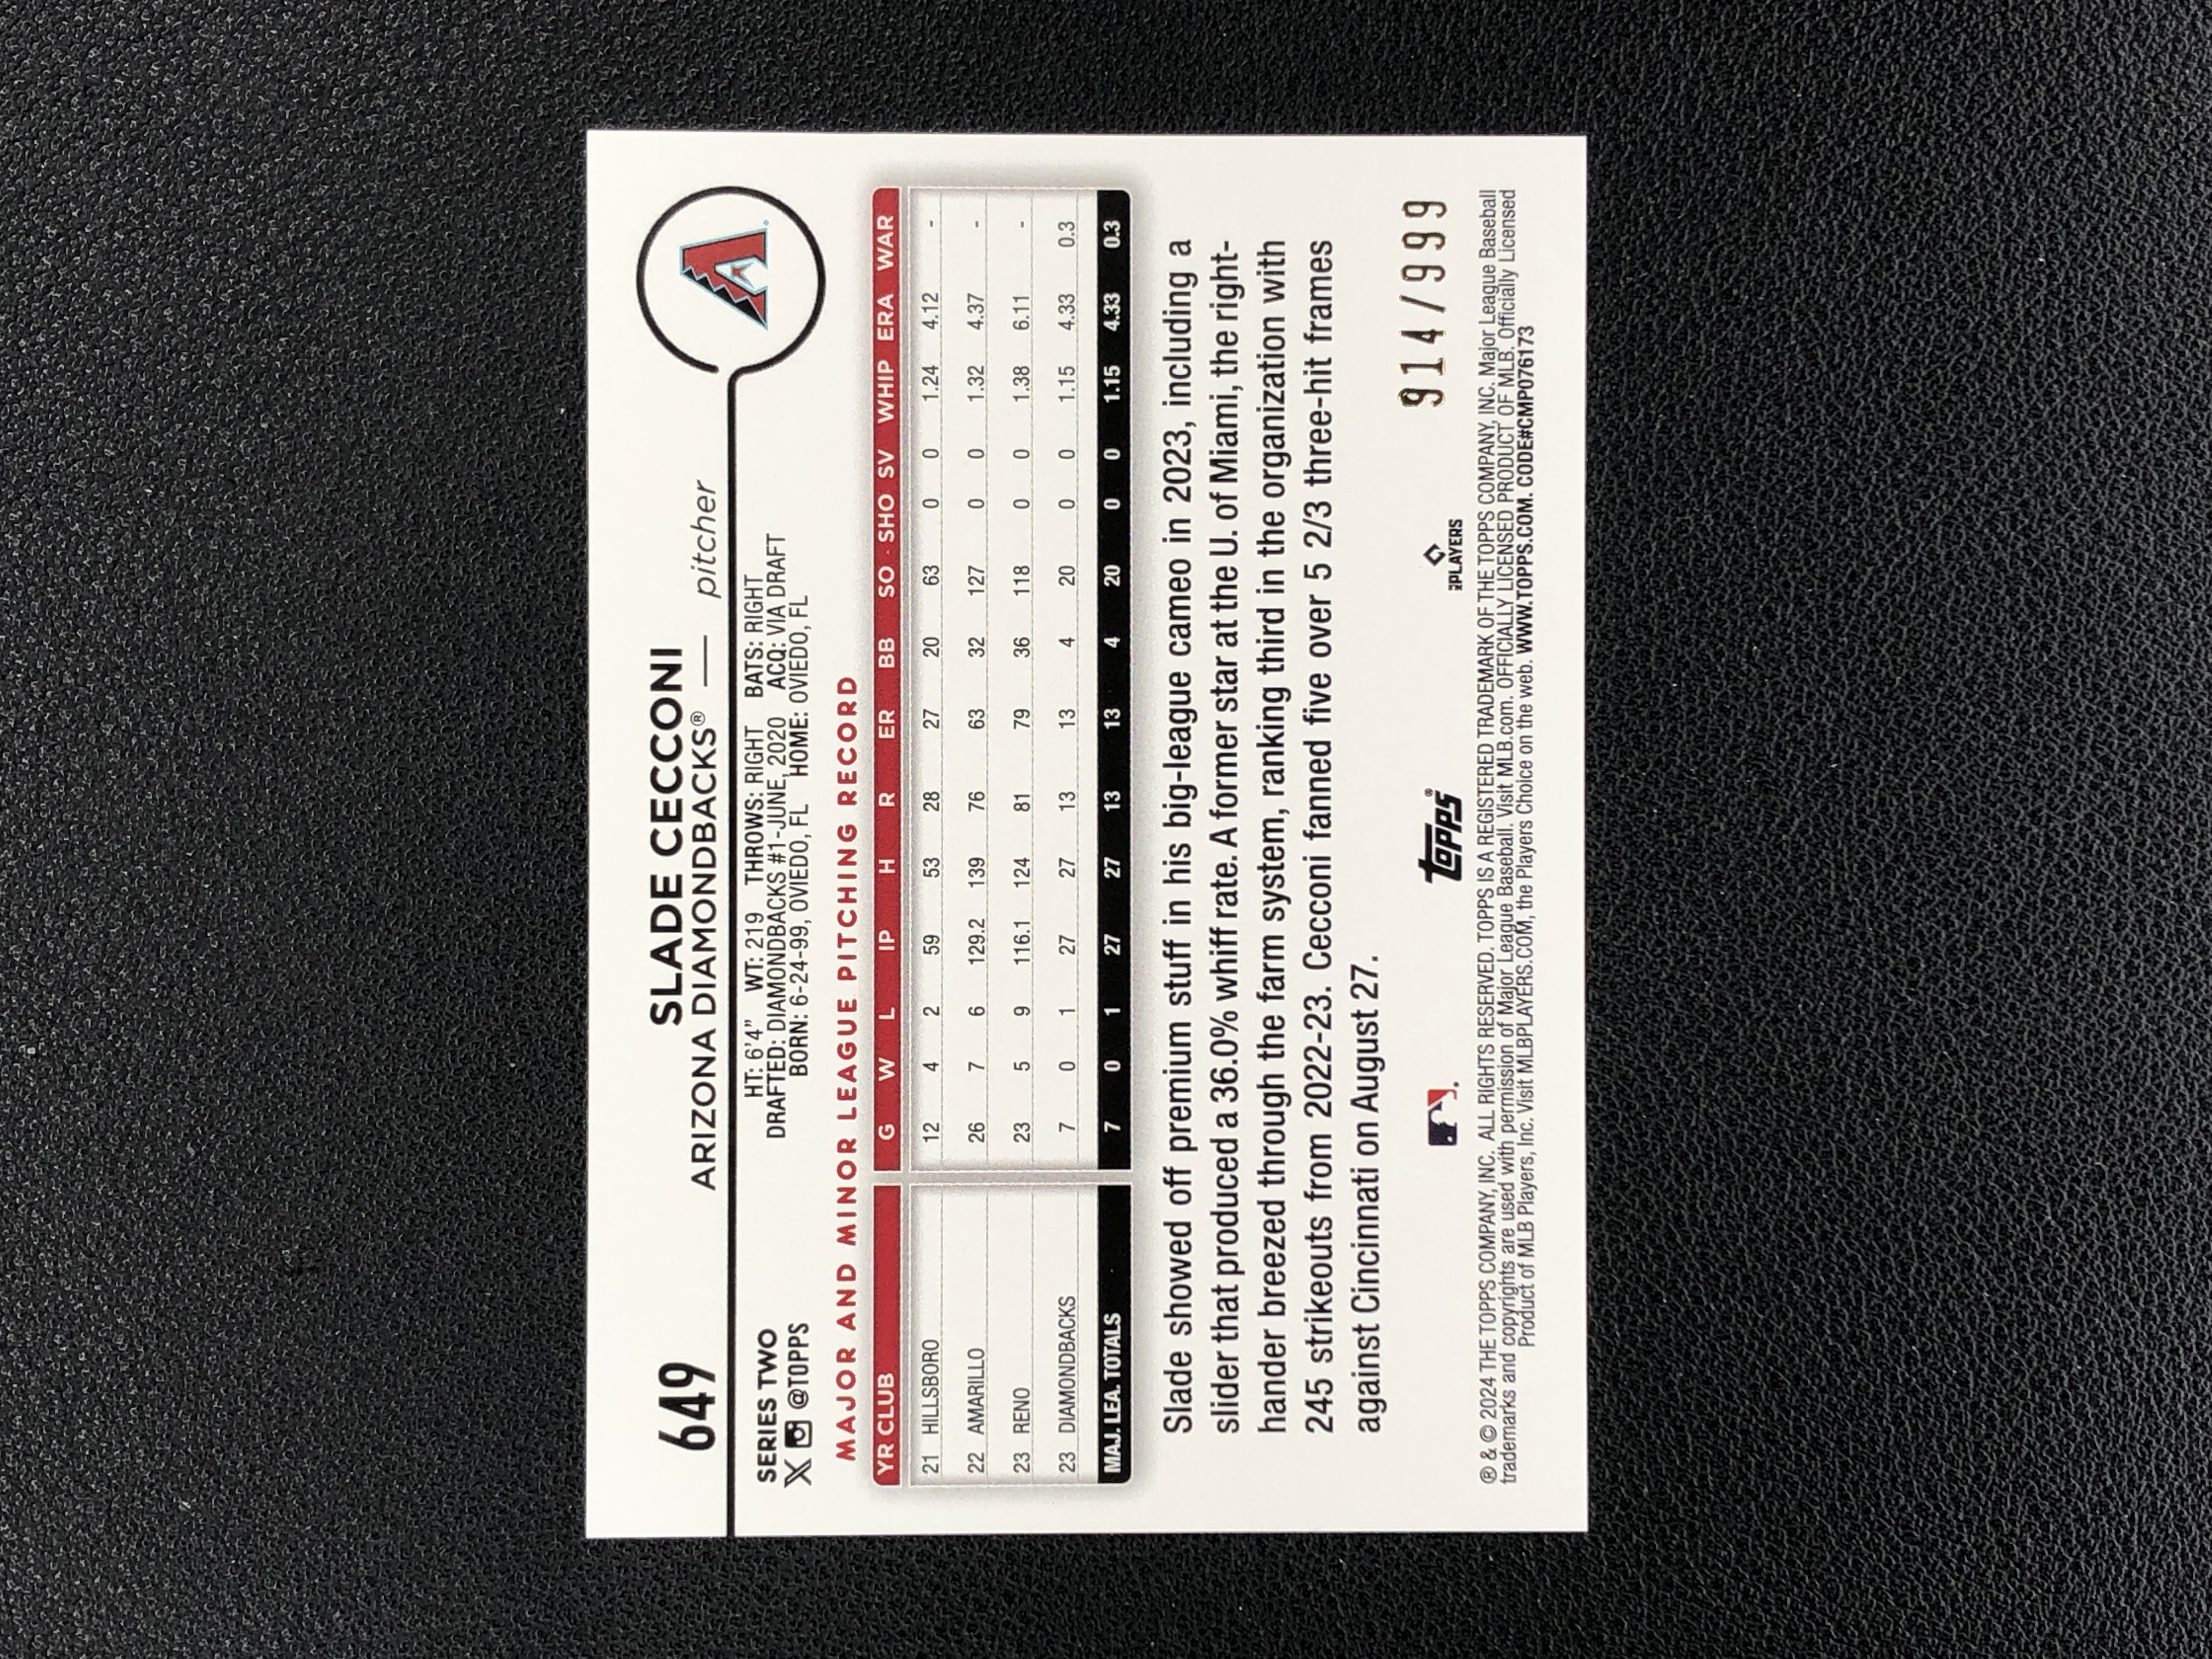 649
SLADE CECCONI
ARIZONA DIAMONDBACKS® pitcher
A
SERIES TWO
X @TOPPS
HT: 6'4" WT: 219 THROWS: RIGHT BATS: RIGHT
DRAFTED: DIAMONDBACKS #1-JUNE, 2020 ACQ: VIA DRAFT
BORN: 6-24-99, OVIEDO, FL HOME: OVIEDO, FL
MAJOR AND MINOR LEAGUE PITCHING RECORD
YR CLUB G W L IP H R ER BB SO SHO SV WHIP ERA WAR
21 HILLSBORO 12 4 2 59 53 28 27 20 63 0 0 1.24 4.12 -
22 AMARILLO 26 7 6 129.2 139 76 63 32 127 0 0 1.32 4.37 -
23 RENO 23 5 9 116.1 124 81 79 36 118 0 0 1.38 6.11 -
23 DIAMONDBACKS 7 0 1 27 27 13 13 4 20 0 0 1.15 4.33 0.3
MAJ. LEA. TOTALS 7 0 1 27 27 13 13 4 20 0 0 1.15 4.33 0.3
Slade showed off premium stuff in his big-league cameo in 2023, including a
slider that produced a 36.0% whiff rate. A former star at the U. of Miami, the right-
hander breezed through the farm system, ranking third in the organization with
245 strikeouts from 2022-23. Cecconi fanned five over 5 2/3 three-hit frames
against Cincinnati on August 27.
914/999
topps®
PLAYERS
® & © 2024 THE TOPPS COMPANY, INC. ALL RIGHTS RESERVED. TOPPS IS A REGISTERED TRADEMARK OF THE TOPPS COMPANY, INC. Major League Baseball
trademarks and copyrights are used with permission of Major League Baseball. Visit MLB.com. OFFICIALLY LICENSED PRODUCT OF MLB. Officially Licensed
Product of MLB Players, Inc. Visit MLBPLAYERS.COM, the Players Choice on the web. WWW.TOPPS.COM. CODE#CMP076173